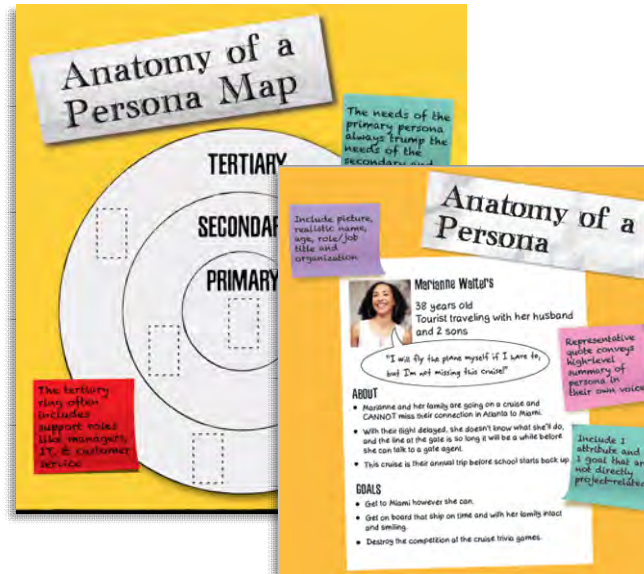 Anatomy of a
Persona Map
The needs of the
primary persona
always trump the
needs of the
secondary and
TERTIARY
SECONDAR
PRIMARY
The tertiary
ring often
includes
support roles
like managers,
IT, & customer
service
Anatomy of a
Persona
Include picture,
realistic name,
age, role/job
title and
organization
Marianne Walters
38 years old
Tourist traveling with her husband
and 2 sons
"I will fly the plane myself if I have to,
but I'm not missing this cruise!"
Representative
quote conveys
high-level
summary of
persona in
their own voice
ABOUT
• Marianne and her family are going on a cruise and
CANNOT miss their connection in Atlanta to Miami.
• With their flight delayed, she doesn't know what she'll do,
and the line at the gate is so long it will be a while before
she can talk to a gate agent.
• This cruise is their annual trip before school starts back up.
Include 1
attribute and
1 goal that are
not directly
project-related
GOALS
• Get to Miami however she can.
• Get on board that ship on time and with her family intact
and smiling.
• Destroy the competition at the cruise trivia games.